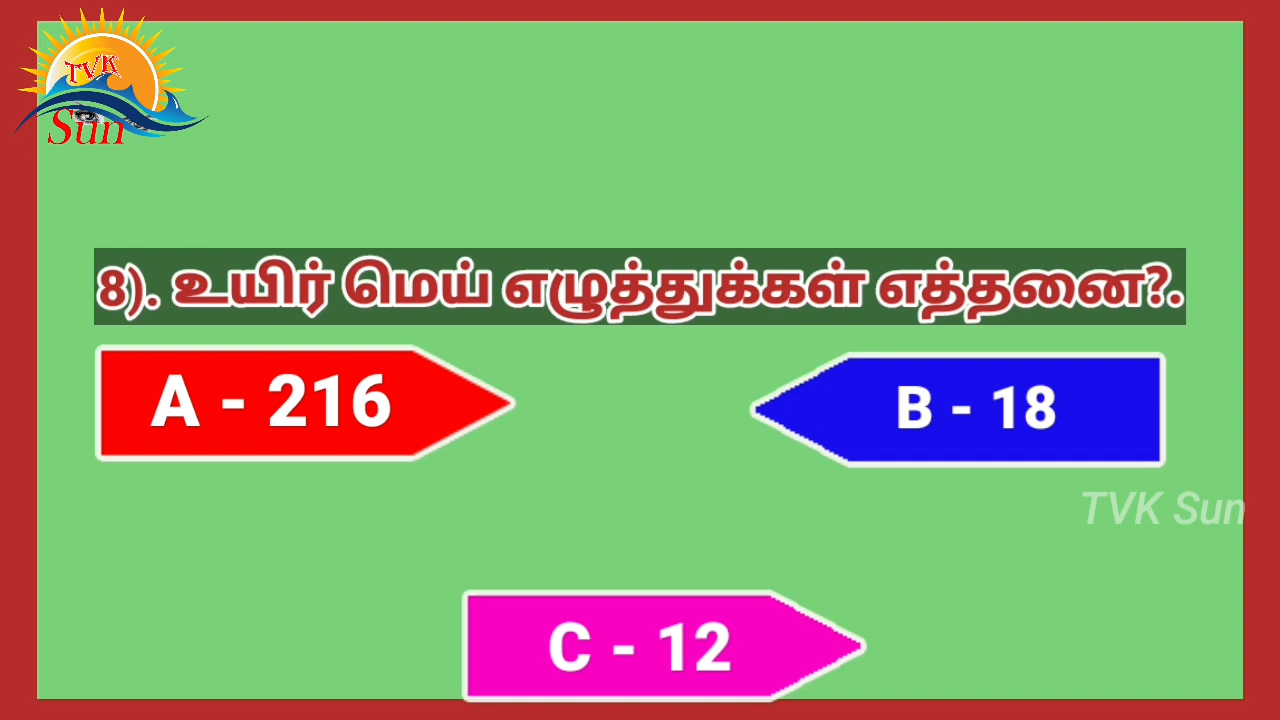 TVK
Sun
8). உயிர் மெய் எழுத்துக்கள் எத்தனை?.
A - 216
B - 18
TVK Sun
C - 12